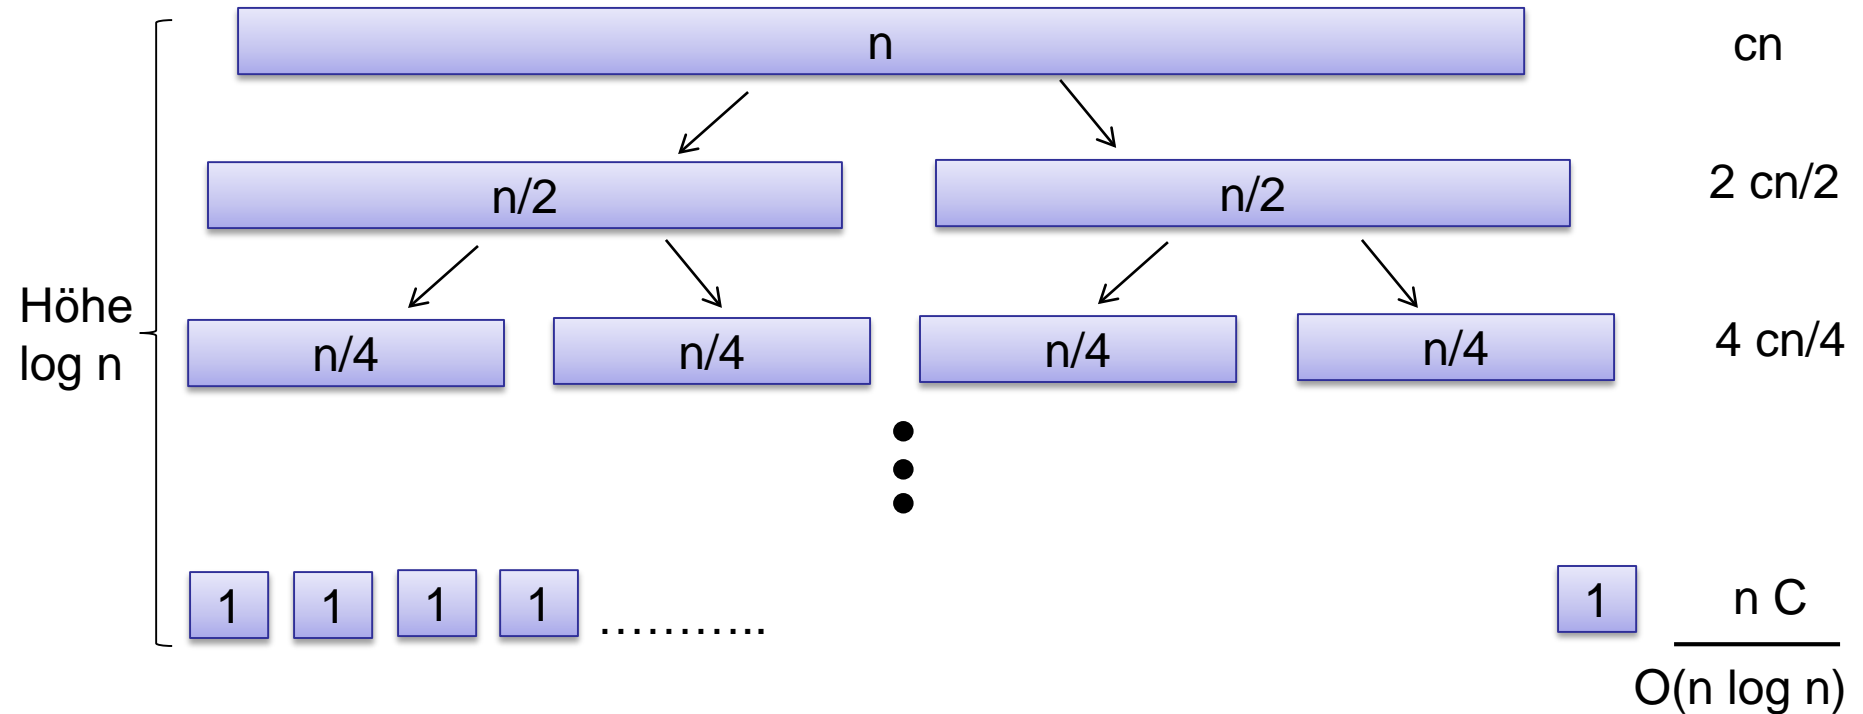 n
cn
n/2
n/2
2 cn/2
Höhe
log n
n/4
n/4
n/4
n/4
4 cn/4
1
1
1
1
………..
1
n C
O(n log n)